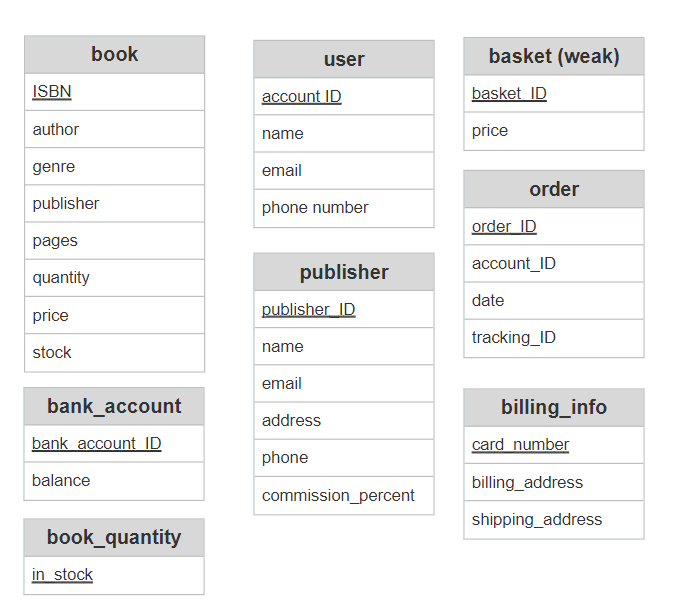 book
ISBN
author
genre
publisher
pages
quantity
price
stock
bank_account
bank_account_ID
balance
book_quantity
in_stock
user
account ID
name
email
phone number
publisher
publisher_ID
name
email
address
phone
commission_percent
basket (weak)
basket_ID
price
order
order_ID
account_ID
date
tracking_ID
billing_info
card_number
billing_address
shipping_address